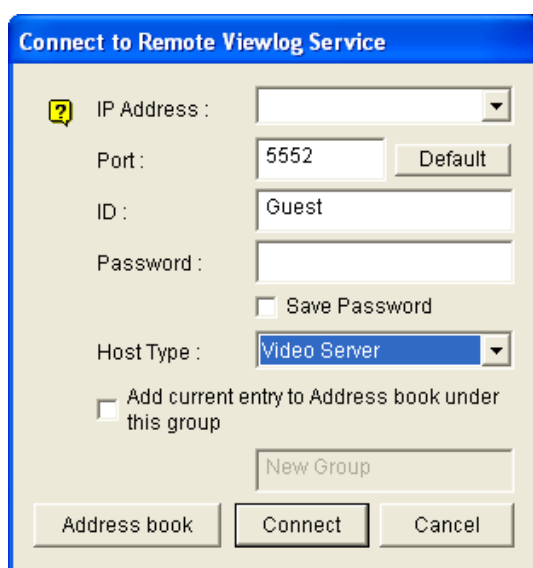 Connect to Remote Viewlog Service
?
IP Address :
Port :
5552
Default
ID :
Guest
Password :
Save Password
Host Type :
Video Server
Add current entry to Address book under
this group
New Group
Address book
Connect
Cancel